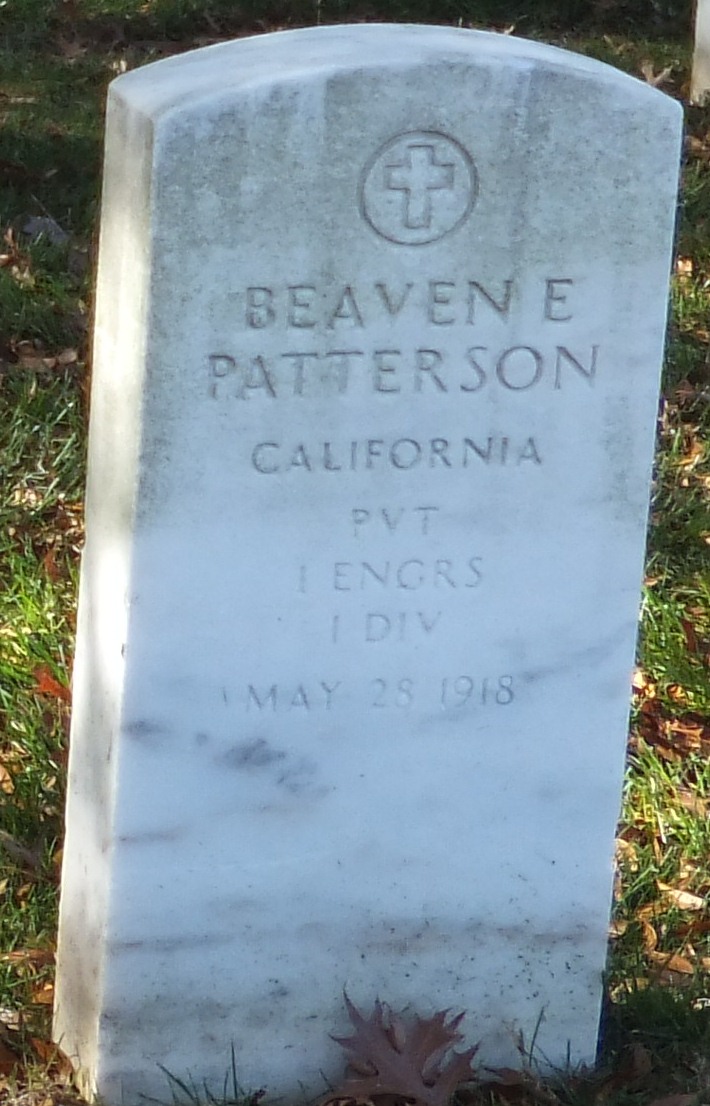 BEAVEN E
PATTERSON
CALIFORNIA
PVT
1 ENGRS
1 DIV
MAY 28 1918